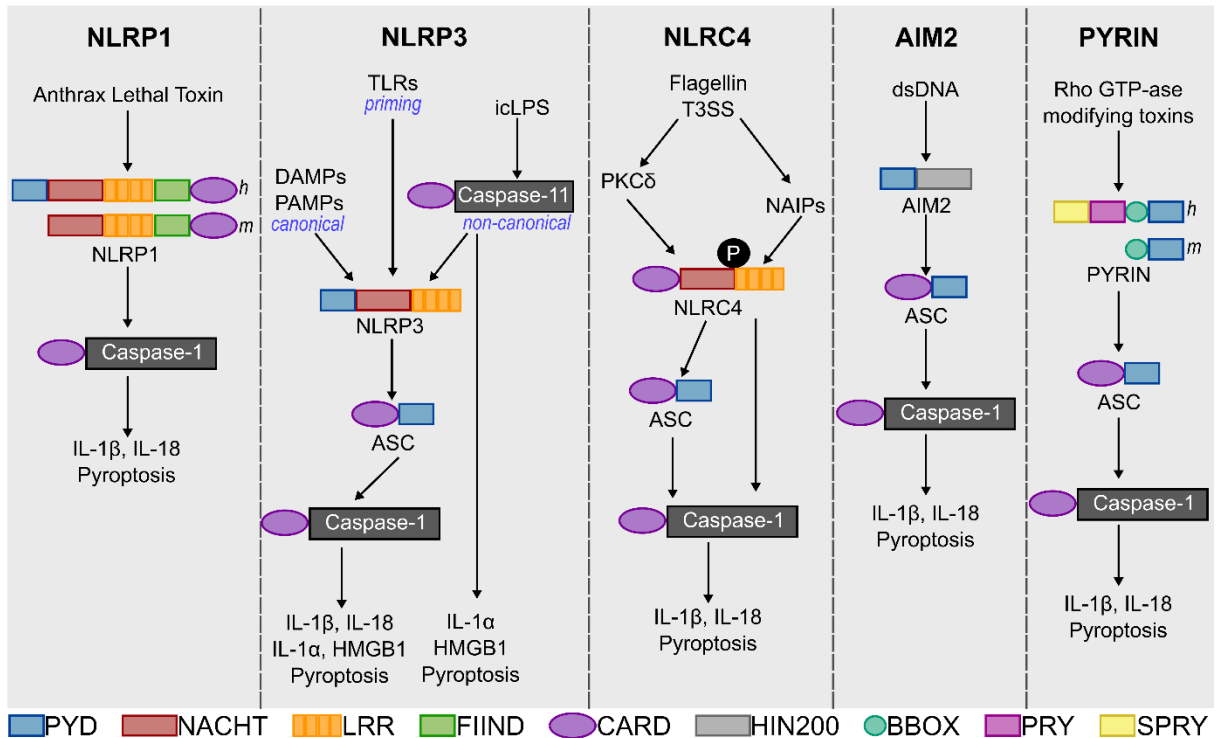 NLRP1
Anthrax Lethal Toxin
h
m
NLRP1
Caspase-1
IL-1β, IL-18
Pyroptosis
NLRP3
TLRs
priming
icLPS
DAMPs
PAMPs
canonical
Caspase-11
non-canonical
NLRP3
ASC
Caspase-1
IL-1β, IL-18
IL-1α, HMGB1
Pyroptosis
IL-1α
HMGB1
Pyroptosis
NLRC4
Flagellin
T3SS
PKCδ
NAIPs
P
NLRC4
ASC
Caspase-1
IL-1β, IL-18
Pyroptosis
AIM2
dsDNA
AIM2
ASC
Caspase-1
IL-1β, IL-18
Pyroptosis
PYRIN
Rho GTP-ase
modifying toxins
h
m
PYRIN
ASC
Caspase-1
IL-1β, IL-18
Pyroptosis
PYD NACHT LRR FIIND CARD HIN200 BBOX PRY SPRY